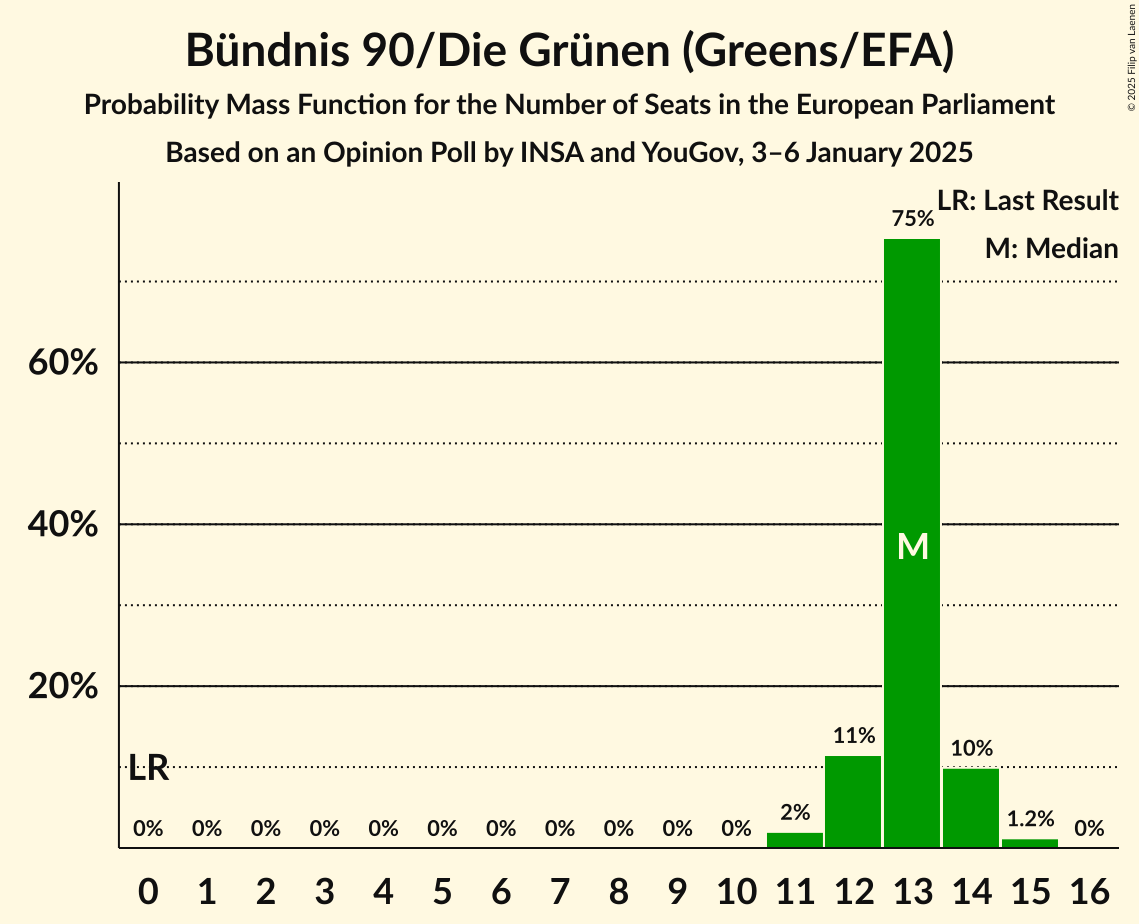 Bündnis 90/Die Grünen (Greens/EFA)
Probability Mass Function for the Number of Seats in the European Parliament
Based on an Opinion Poll by INSA and YouGov, 3–6 January 2025
© 2025 Filip van Laenen
LR: Last Result
M: Median
75%
60%
40%
M
20%
11%
10%
LR
2%
1.2%
0% 0% 0% 0% 0% 0% 0% 0% 0% 0% 0% 0%
0 1 2 3 4 5 6 7 8 9 10 11 12 13 14 15 16